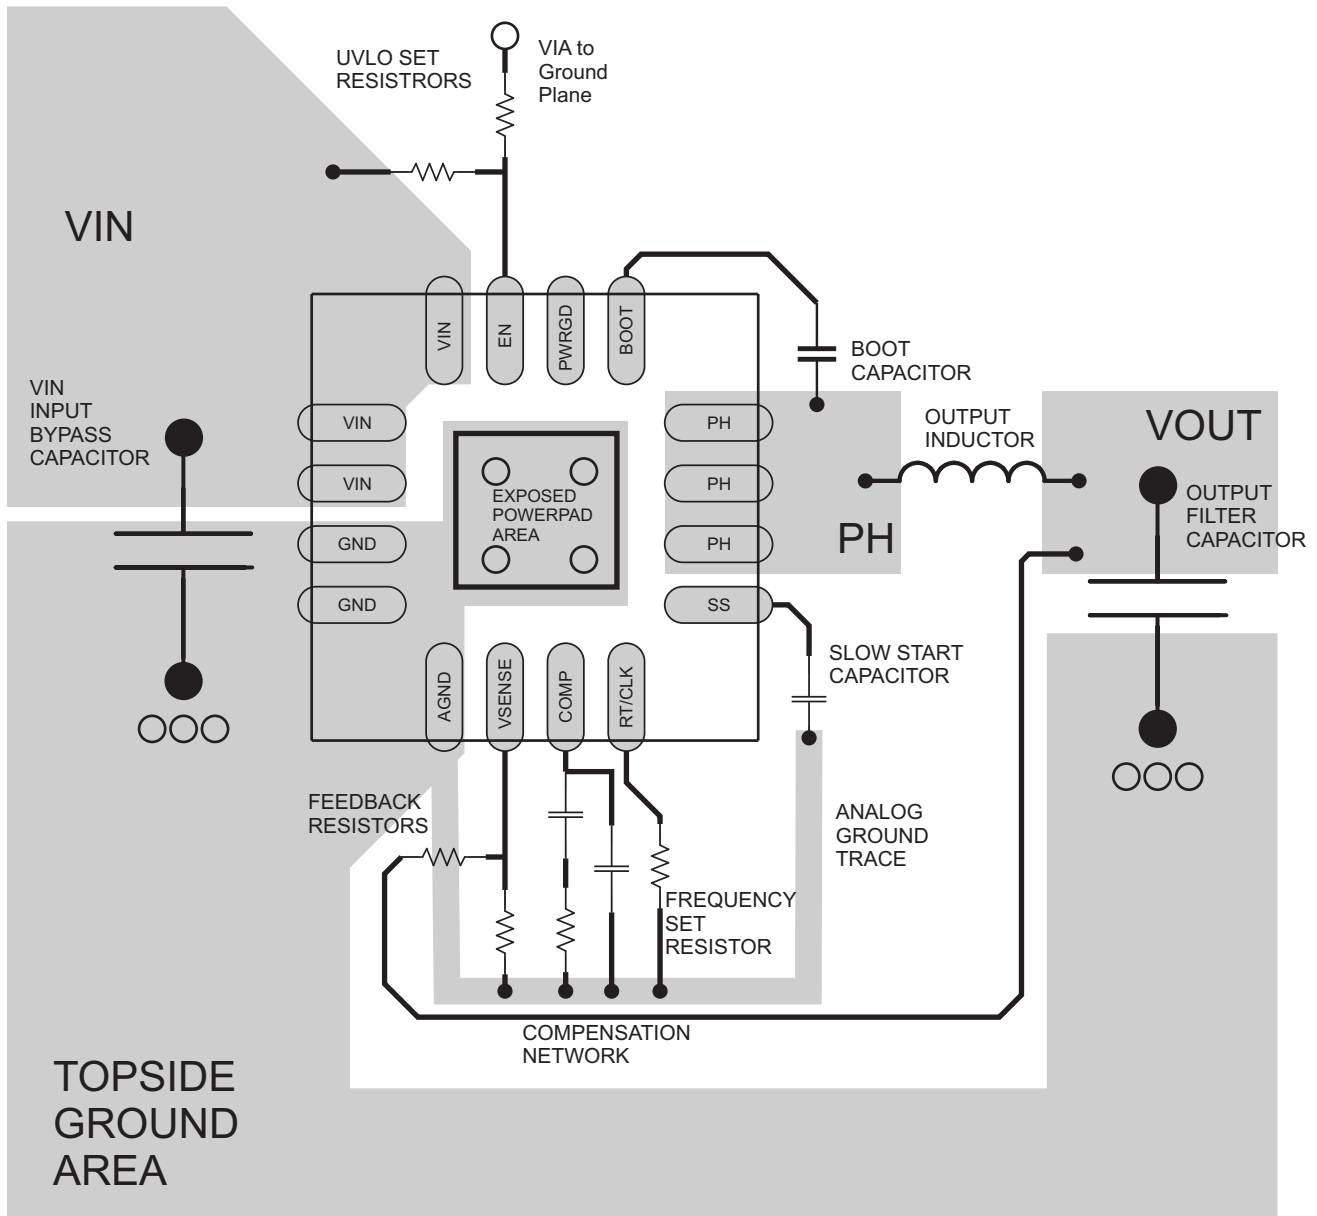 UVLO SET
RESISTRORS
VIA to
Ground
Plane
VIN
VIN
EN
PWRGD
BOOT
BOOT
CAPACITOR
VIN
INPUT
BYPASS
CAPACITOR
VIN
VIN
GND
GND
EXPOSED
POWERPAD
AREA
PH
PH
PH
SS
PH
OUTPUT
INDUCTOR
VOUT
OUTPUT
FILTER
CAPACITOR
AGND
VSENSE
COMP
RT/CLK
SLOW START
CAPACITOR
FEEDBACK
RESISTORS
ANALOG
GROUND
TRACE
FREQUENCY
SET
RESISTOR
COMPENSATION
NETWORK
TOPSIDE
GROUND
AREA